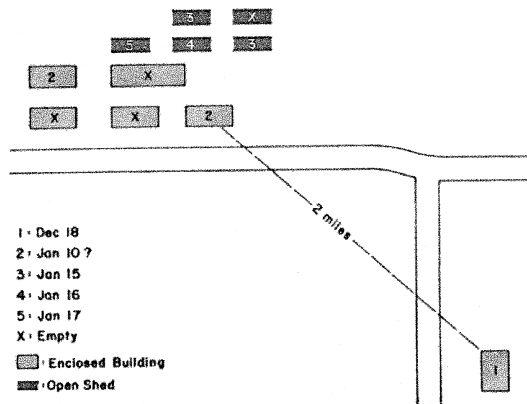 3 X
5 4 3
2 X
X X 2
2 miles
1: Dec 18
2: Jan 10 ?
3: Jan 15
4: Jan 16
5: Jan 17
X: Empty
: Enclosed Building
: Open Shed
1